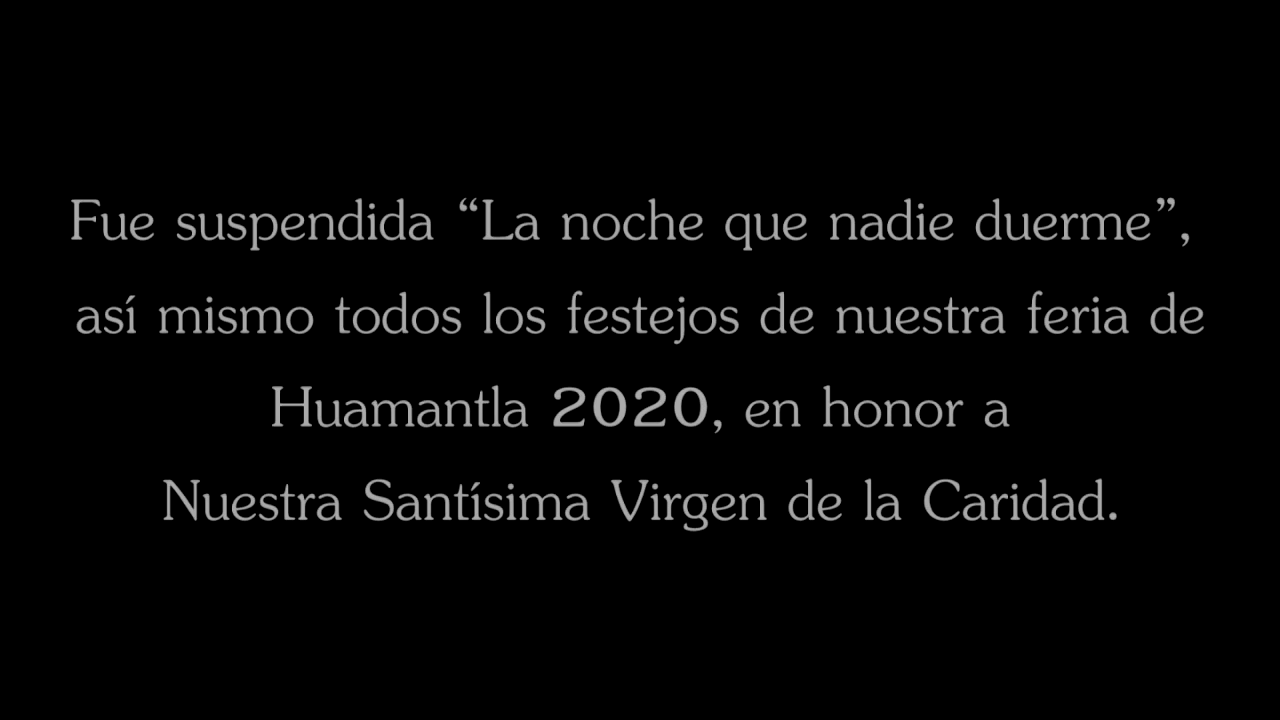 Fue suspendida “La noche que nadie duerme”,
así mismo todos los festejos de nuestra feria de
Huamantla 2020, en honor a
Nuestra Santísima Virgen de la Caridad.